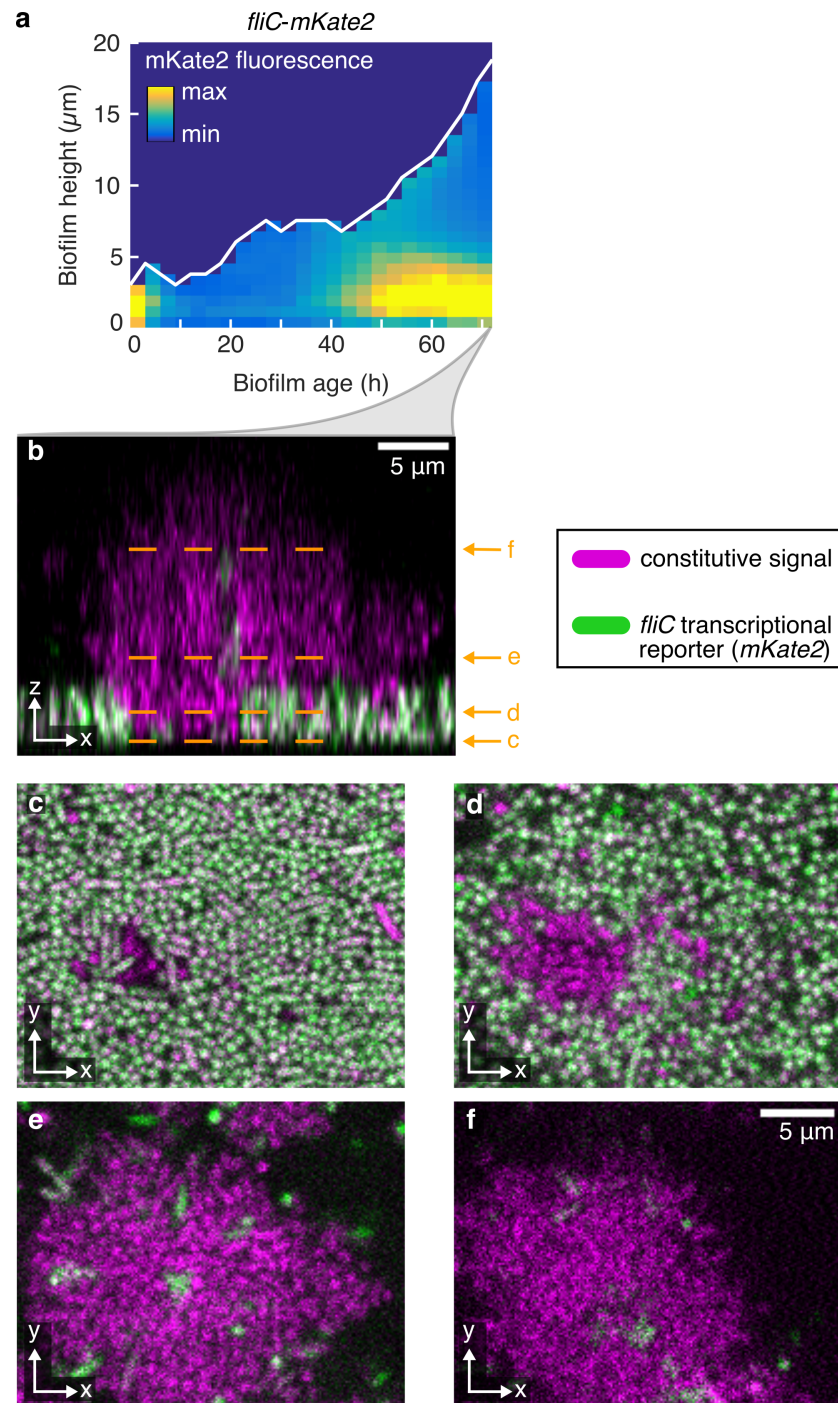 a
fliC-mKate2
mKate2 fluorescence
max
min
Biofilm height (µm)
20
15
10
5
0
0
20
40
60
Biofilm age (h)
b
5 µm
f
e
d
c
z
x
constitutive signal
fliC transcriptional
reporter (mKate2)
c
y
x
d
y
x
e
y
x
f
5 µm
y
x